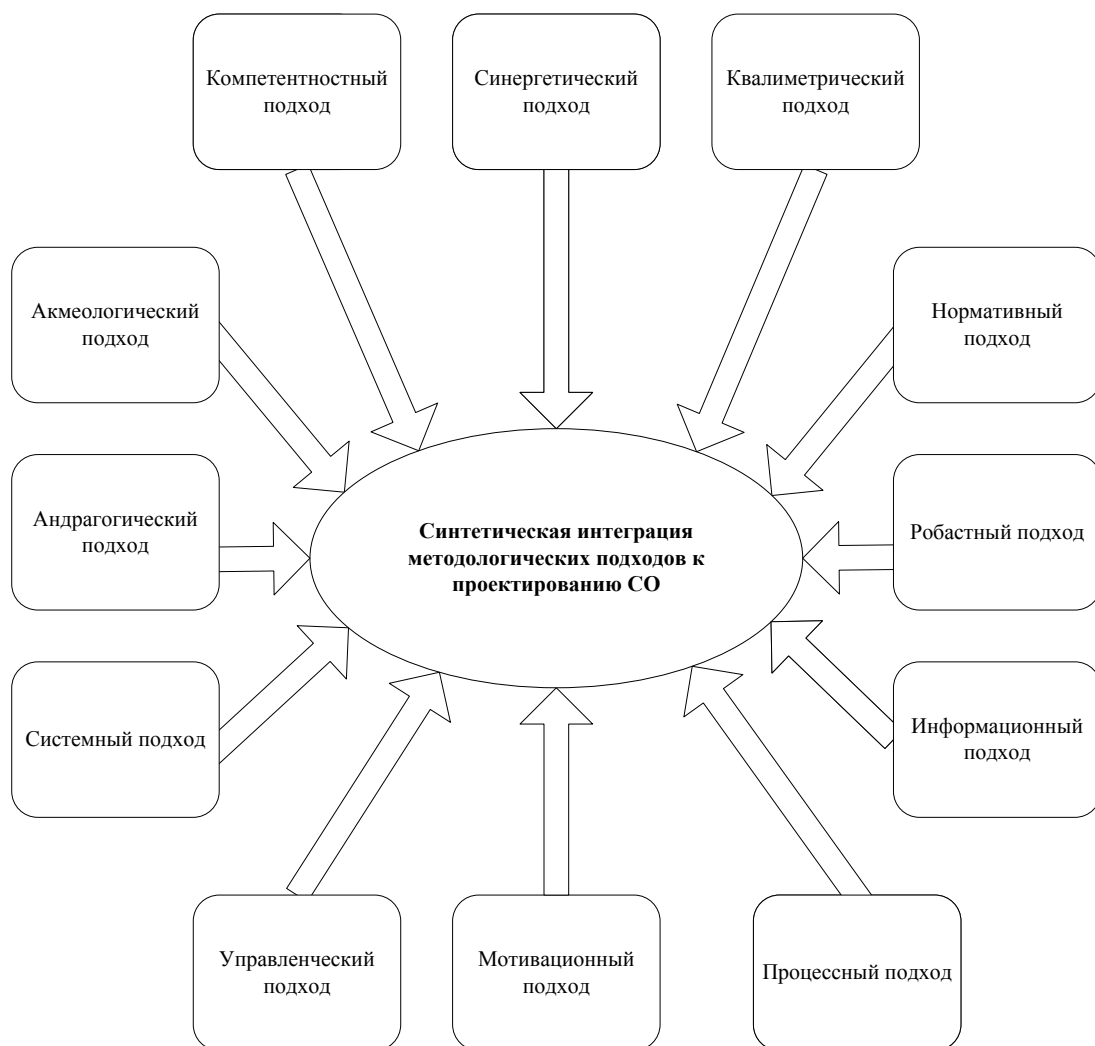 Компетентностный
подход
Синергетический
подход
Квалиметрический
подход
Акмеологический
подход
Нормативный
подход
Андрагогический
подход
Синтетическая интеграция
методологических подходов к
проектированию СО
Робастный подход
Системный подход
Информационный
подход
Управленческий
подход
Мотивационный
подход
Процессный подход